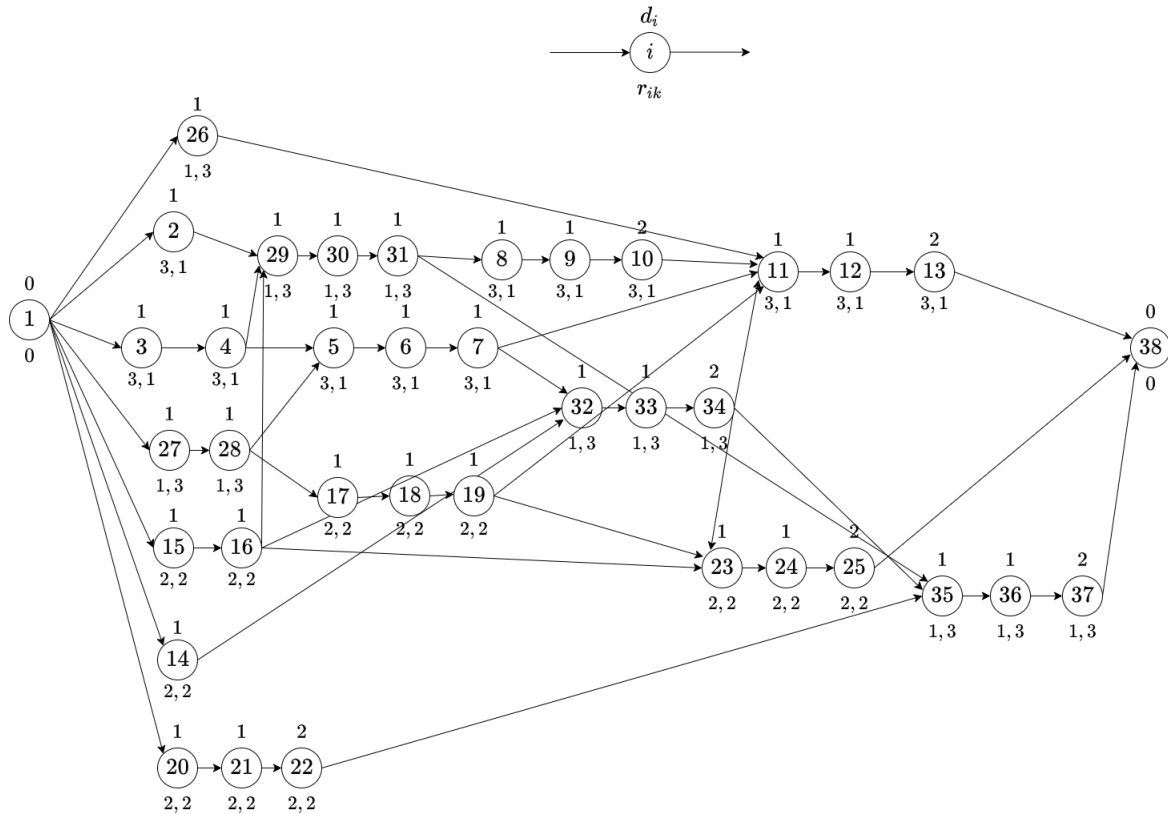 d_i
i
r_{ik}
1
26
1, 3
1
2
3, 1
1 1 1
29 30 31
1, 3 1, 3 1, 3
1 1 2
8 9 10
3, 1 3, 1 3, 1
1 1 2
11 12 13
3, 1 3, 1 3, 1
0
1
0
1 1
3 4
3, 1 3, 1
1 1 1
5 6 7
3, 1 3, 1 3, 1
0
38
0
1 1 2
32 33 34
1, 3 1, 3 1, 3
1 1
27 28
1, 3 1, 3
1 1 1
17 18 19
2, 2 2, 2 2, 2
1 1
15 16
2, 2 2, 2
1 1 2
23 24 25
2, 2 2, 2 2, 2
1 1 2
35 36 37
1, 3 1, 3 1, 3
1
14
2, 2
1 1 2
20 21 22
2, 2 2, 2 2, 2